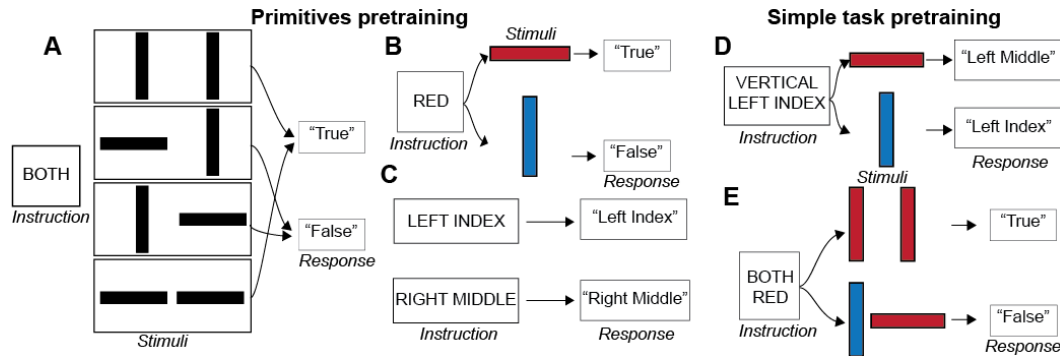 Primitives pretraining
Simple task pretraining
A
BOTH
Instruction
Stimuli
"True"
"False"
Response
B
Stimuli
RED
Instruction
"True"
"False"
Response
C
LEFT INDEX
"Left Index"
RIGHT MIDDLE
"Right Middle"
Instruction
Response
D
VERTICAL
LEFT INDEX
Instruction
"Left Middle"
"Left Index"
Response
Stimuli
E
BOTH
RED
Instruction
"True"
"False"
Response